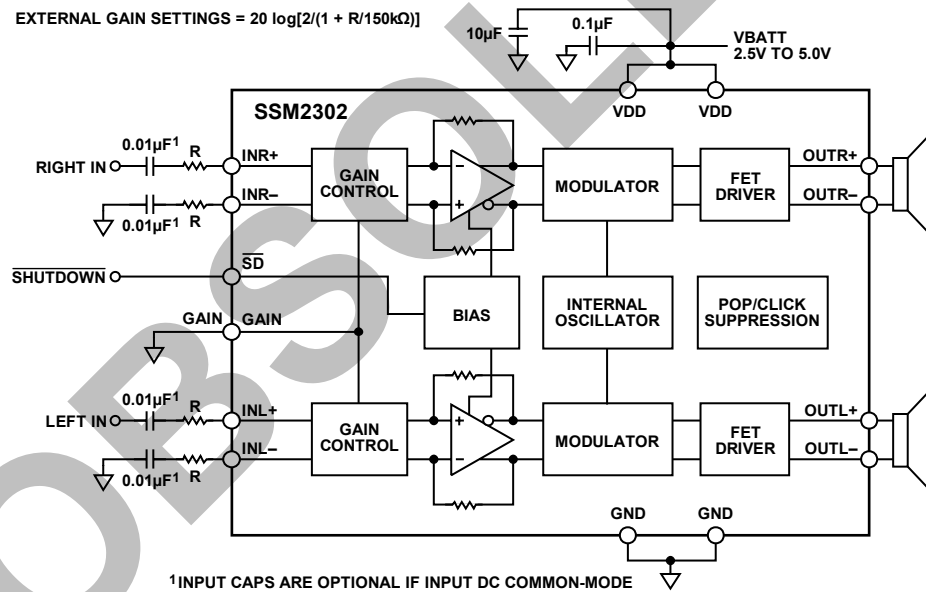 EXTERNAL GAIN SETTINGS = 20 log[2/(1 + R/150kΩ)]
10µF
0.1µF
VBATT
2.5V TO 5.0V
VDD
VDD
SSM2302
RIGHT IN
0.01µF¹
R
INR+
0.01µF¹
R
INR–
GAIN
CONTROL
MODULATOR
FET
DRIVER
OUTR+
OUTR–
SHUTDOWN
SD
BIAS
INTERNAL
OSCILLATOR
POP/CLICK
SUPPRESSION
GAIN
GAIN
LEFT IN
0.01µF¹
R
INL+
0.01µF¹
R
INL–
GAIN
CONTROL
MODULATOR
FET
DRIVER
OUTL+
OUTL–
GND
GND
¹INPUT CAPS ARE OPTIONAL IF INPUT DC COMMON-MODE
OBSOLE